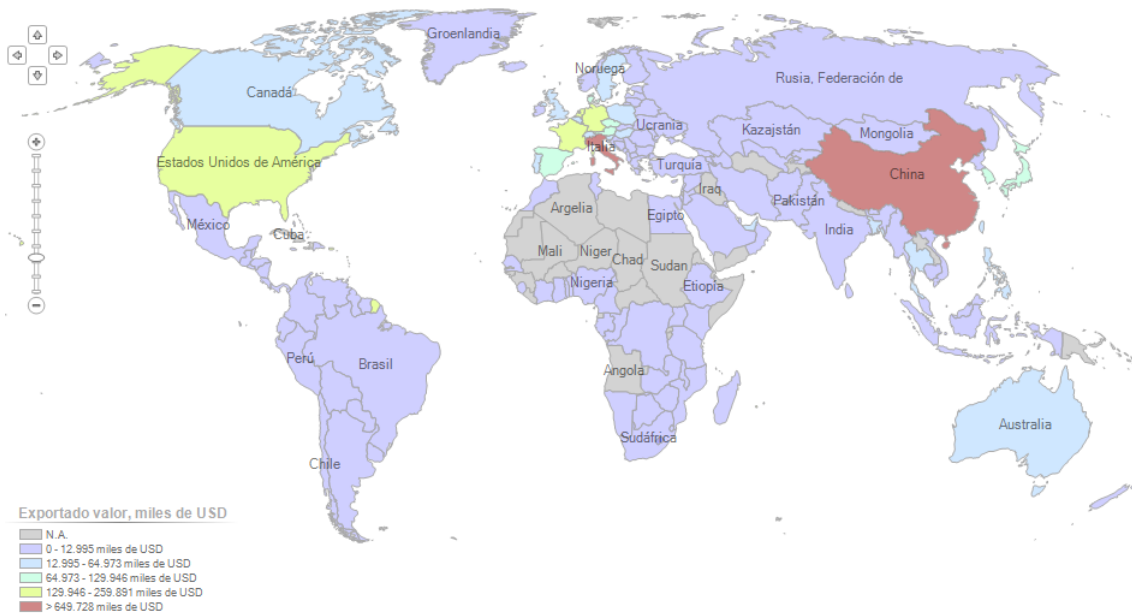 Groenlandia
Noruega
Rusia, Federación de
Canadá
Ucrania
Kazajstán
Mongolia
Italia
Estados Unidos de América
Turquía
China
Iraq
Pakistán
Argelia
Egipto
México
India
Cuba
Mali
Niger
Chad
Sudan
Nigeria
Etiopía
Perú
Brasil
Angola
Australia
Sudáfrica
Chile
Exportado valor, miles de USD
N.A.
0 - 12.995 miles de USD
12.995 - 64.973 miles de USD
64.973 - 129.946 miles de USD
129.946 - 259.891 miles de USD
> 649.728 miles de USD